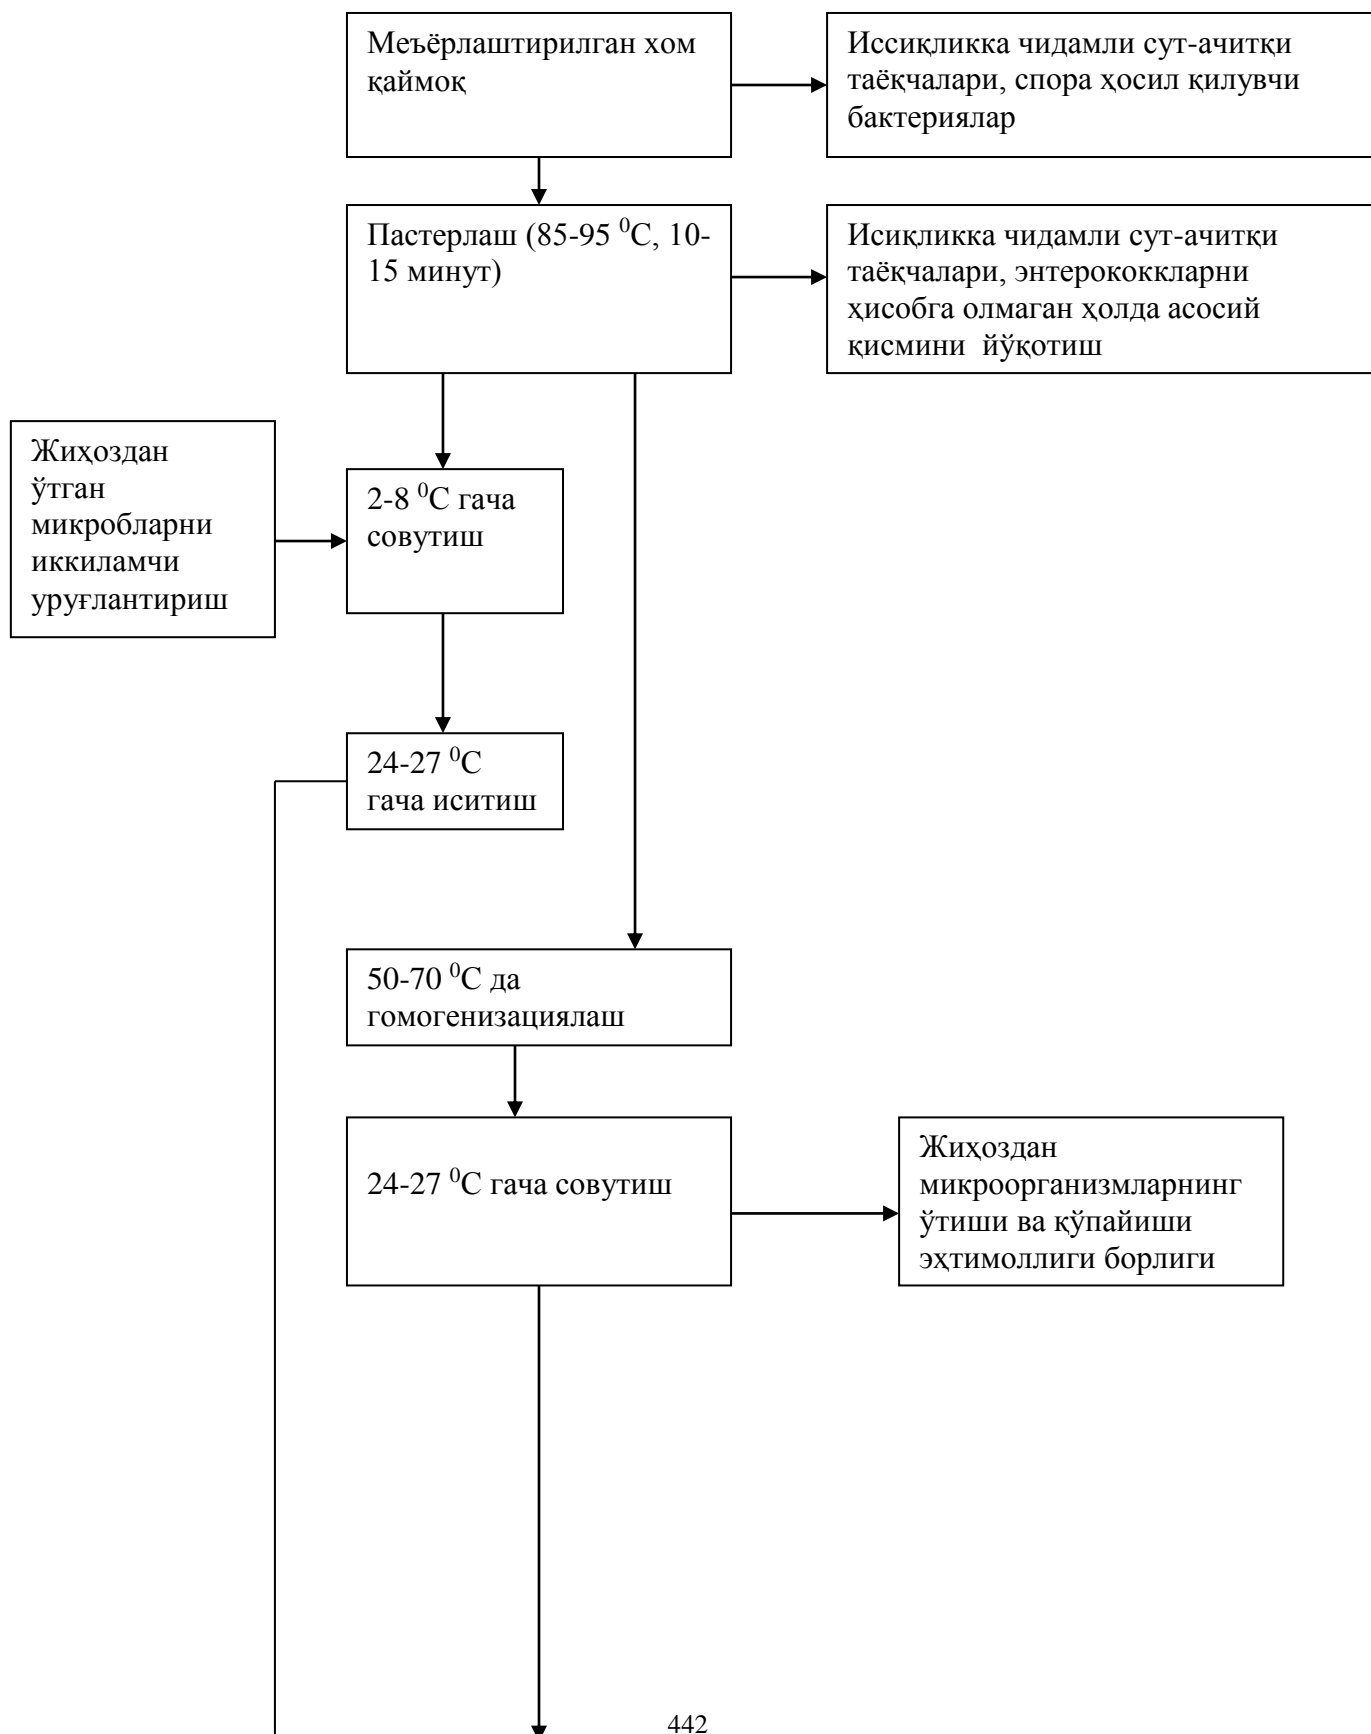 Меъёрлаштирилган хом
қаймоқ
Иссиқликка чидамли сут-ачитқи
таёқчалари, спора ҳосил қилувчи
бактериялар
Пастерлаш (85-95 ⁰С, 10-
15 минут)
Исиқликка чидамли сут-ачитқи
таёқчалари, энтерококкларни
ҳисобга олмаган ҳолда асосий
қисмини йўқотиш
Жиҳоздан
ўтган
микробларни
иккиламчи
уруғлантириш
2-8 ⁰С гача
совутиш
24-27 ⁰С
гача иситиш
50-70 ⁰С да
гомогенизациялаш
24-27 ⁰С гача совутиш
Жиҳоздан
микроорганизмларнинг
ўтиши ва қўпайиши
эҳтимоллиги борлиги
442